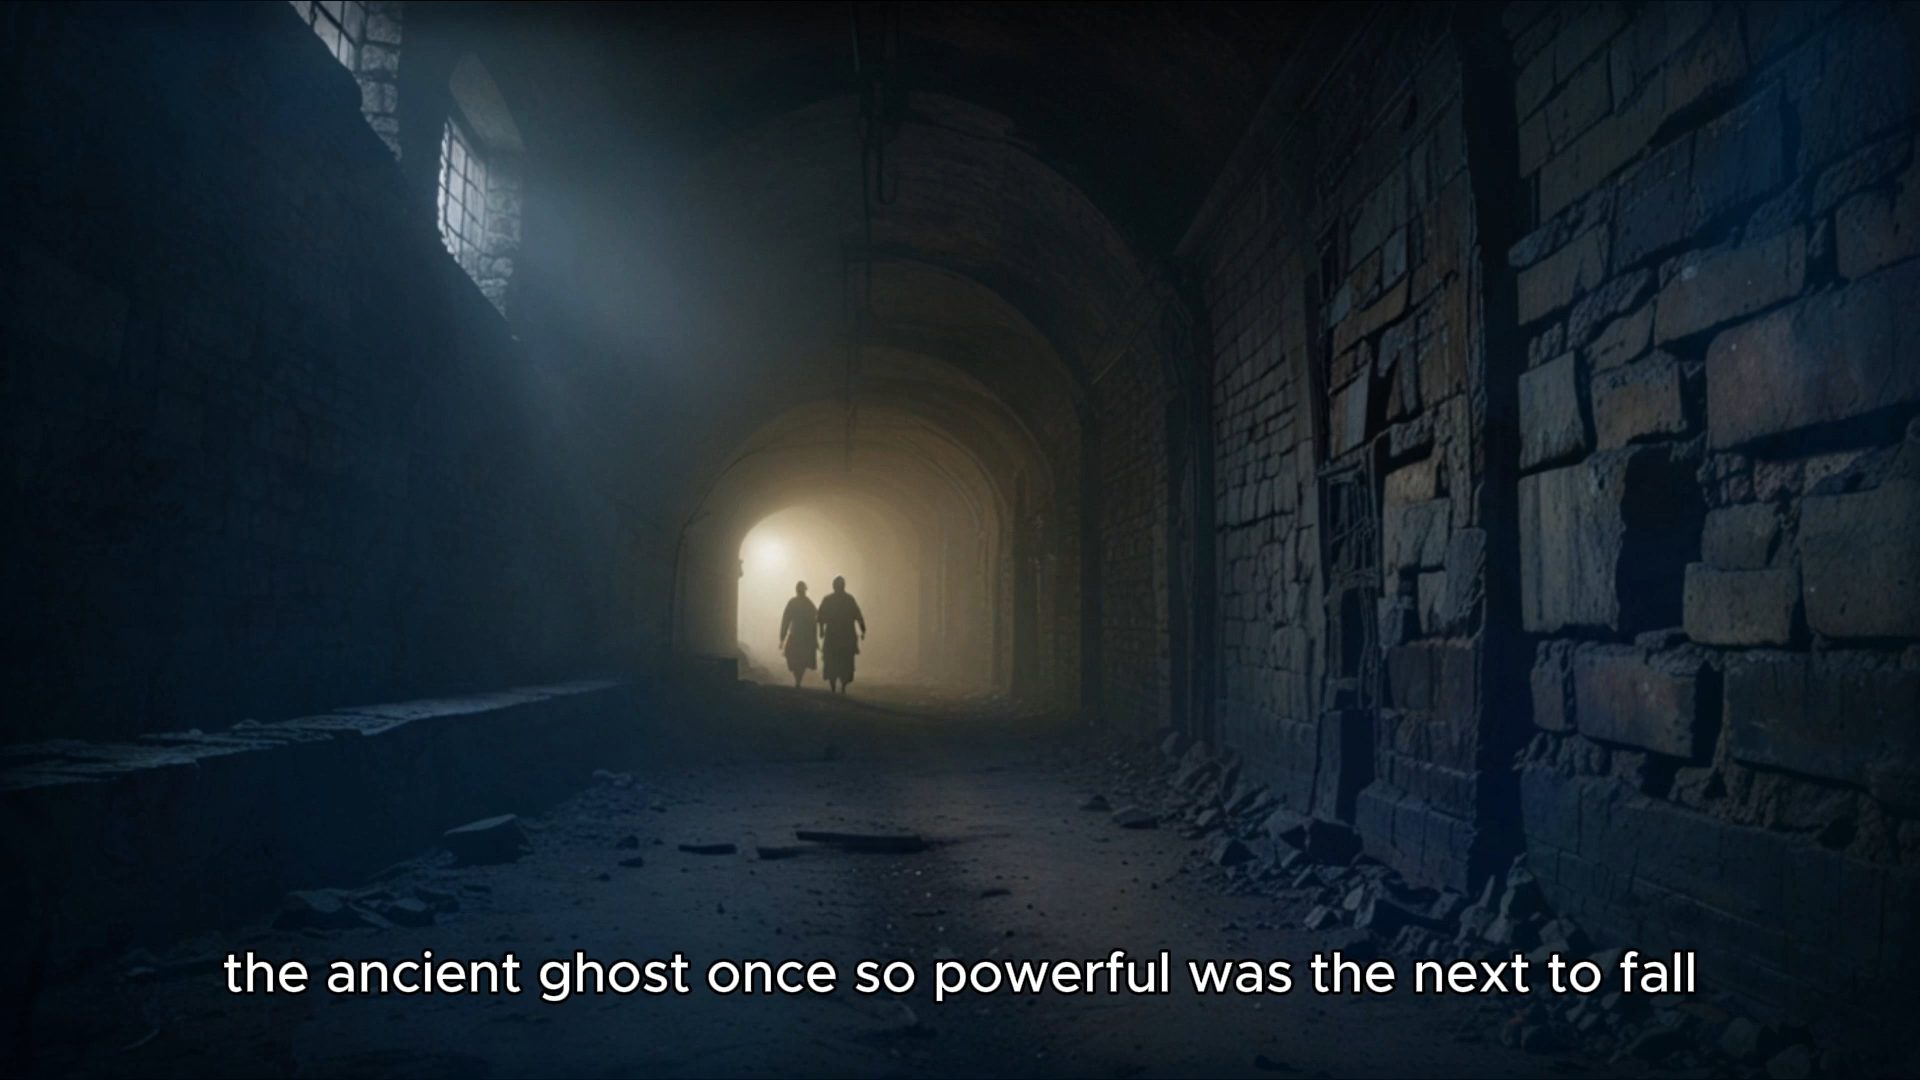 the ancient ghost once so powerful was the next to fall